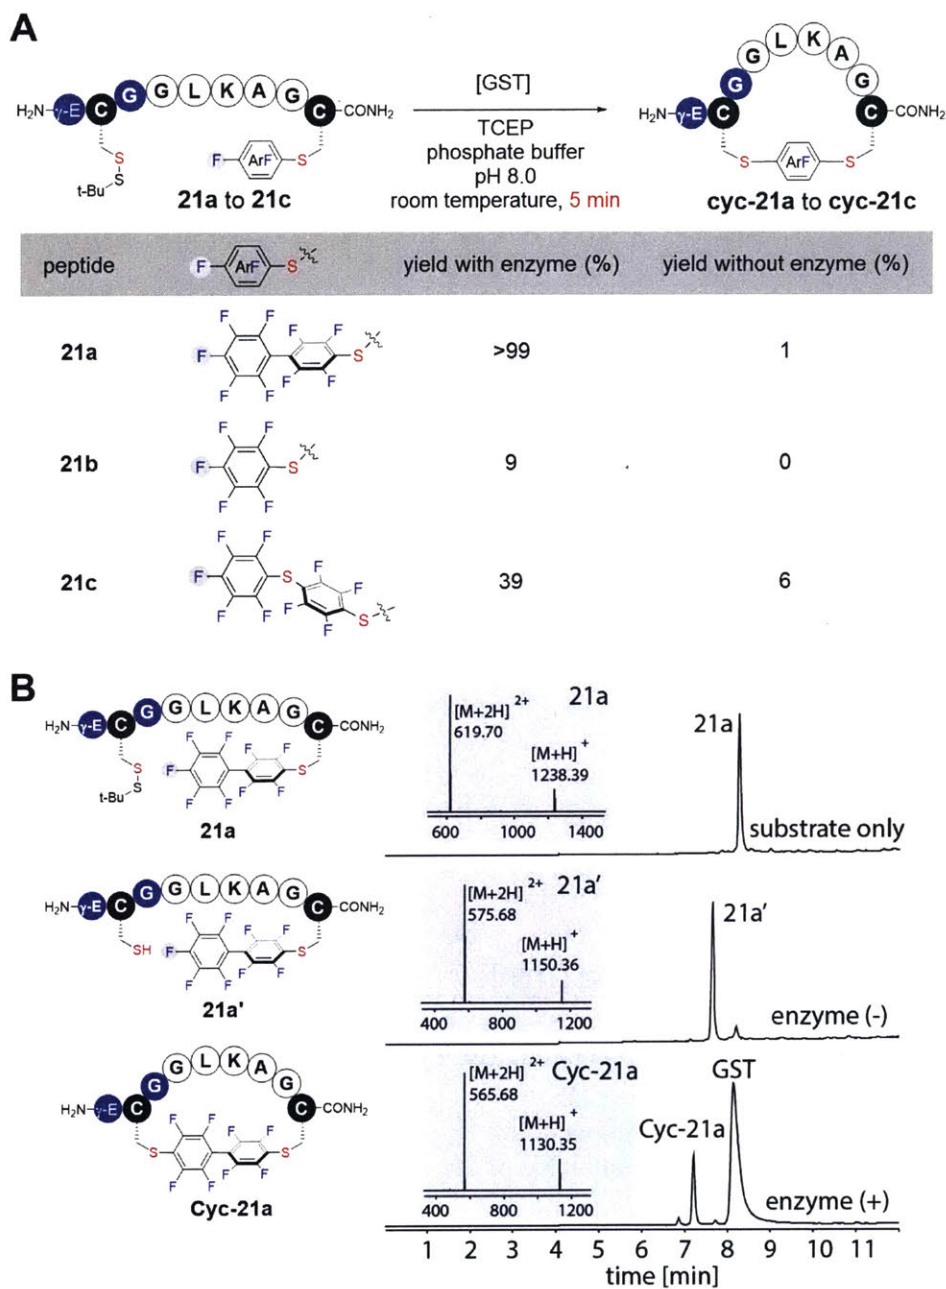 A
H₂N γ-E C G G L K A G C CONH₂
S
S
t-Bu
F ArF S
21a to 21c
[GST]
TCEP
phosphate buffer
pH 8.0
room temperature, 5 min
H₂N γ-E C G G L K A G C CONH₂
S ArF S
cyc-21a to cyc-21c
peptide F ArF S yield with enzyme (%) yield without enzyme (%)
21a F F F F F F F F F S >99 1
21b F F F F F S 9 0
21c F F F F F S F F F F S 39 6
B
H₂N γ-E C G G L K A G C CONH₂
S
S
t-Bu
F F F F F F F F F S
21a
[M+2H]²⁺ 21a
619.70
[M+H]⁺
1238.39
600 1000 1400
21a
substrate only
H₂N γ-E C G G L K A G C CONH₂
SH F F F F F F F F F S
21a'
[M+2H]²⁺ 21a'
575.68
[M+H]⁺
1150.36
400 800 1200
21a'
enzyme (-)
H₂N γ-E C G G L K A G C CONH₂
S F F F F F F F F S
Cyc-21a
[M+2H]²⁺ Cyc-21a
565.68
[M+H]⁺
1130.35
400 800 1200
GST
Cyc-21a
enzyme (+)
1 2 3 4 5 6 7 8 9 10 11
time [min]